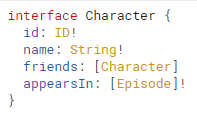 interface Character {
  id: ID!
  name: String!
  friends: [Character]
  appearsIn: [Episode]!
}